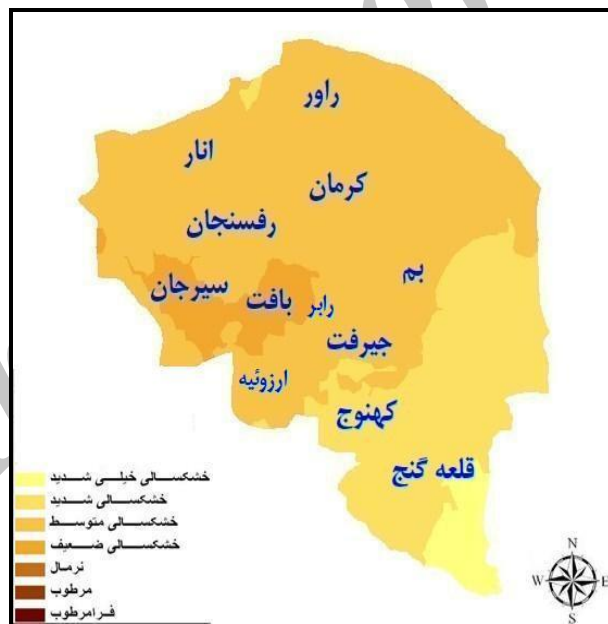 راور
انار
کرمان
رفسنجان
بم
سیرجان
بافت
رابر
جیرفت
ارزوئیه
کهنوج
قلعه گنج
خشکسالی خیلی شدید
خشکسالی شدید
خشکسالی متوسط
خشکسالی ضعیف
نرمال
مرطوب
فرامرطوب
N
W E
S